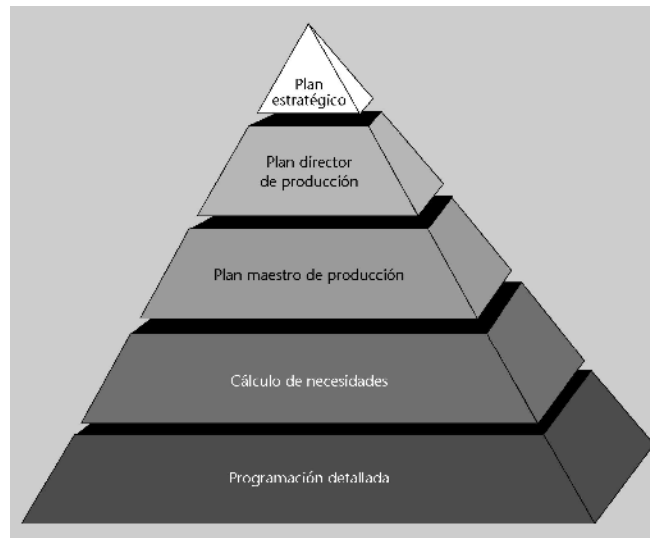 Plan
estratégico
Plan director
de producción
Plan maestro de producción
Cálculo de necesidades
Programación detallada